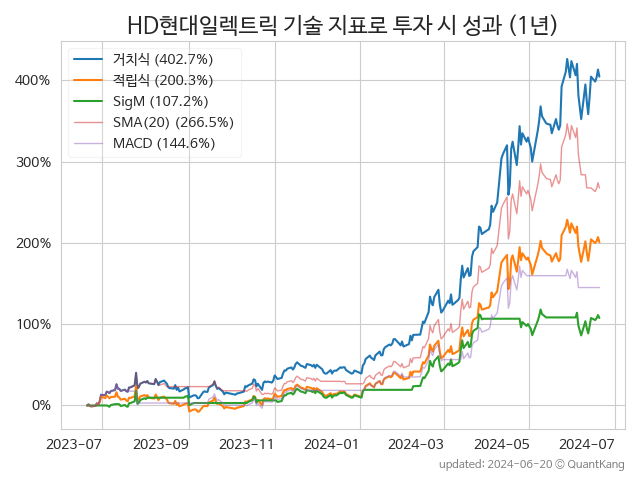 HD현대일렉트릭 기술 지표로 투자 시 성과 (1년)
거치식 (402.7%)
적립식 (200.3%)
SigM (107.2%)
SMA(20) (266.5%)
MACD (144.6%)
400%
300%
200%
100%
0%
2023-07 2023-09 2023-11 2024-01 2024-03 2024-05 2024-07
updated: 2024-06-20 @ QuantKang